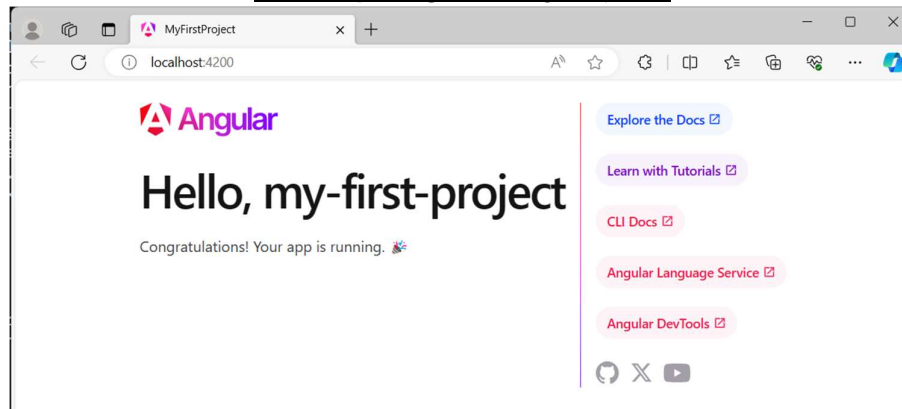 MyFirstProject
localhost:4200
Angular
Hello, my-first-project
Congratulations! Your app is running. 🎉
Explore the Docs
Learn with Tutorials
CLI Docs
Angular Language Service
Angular DevTools